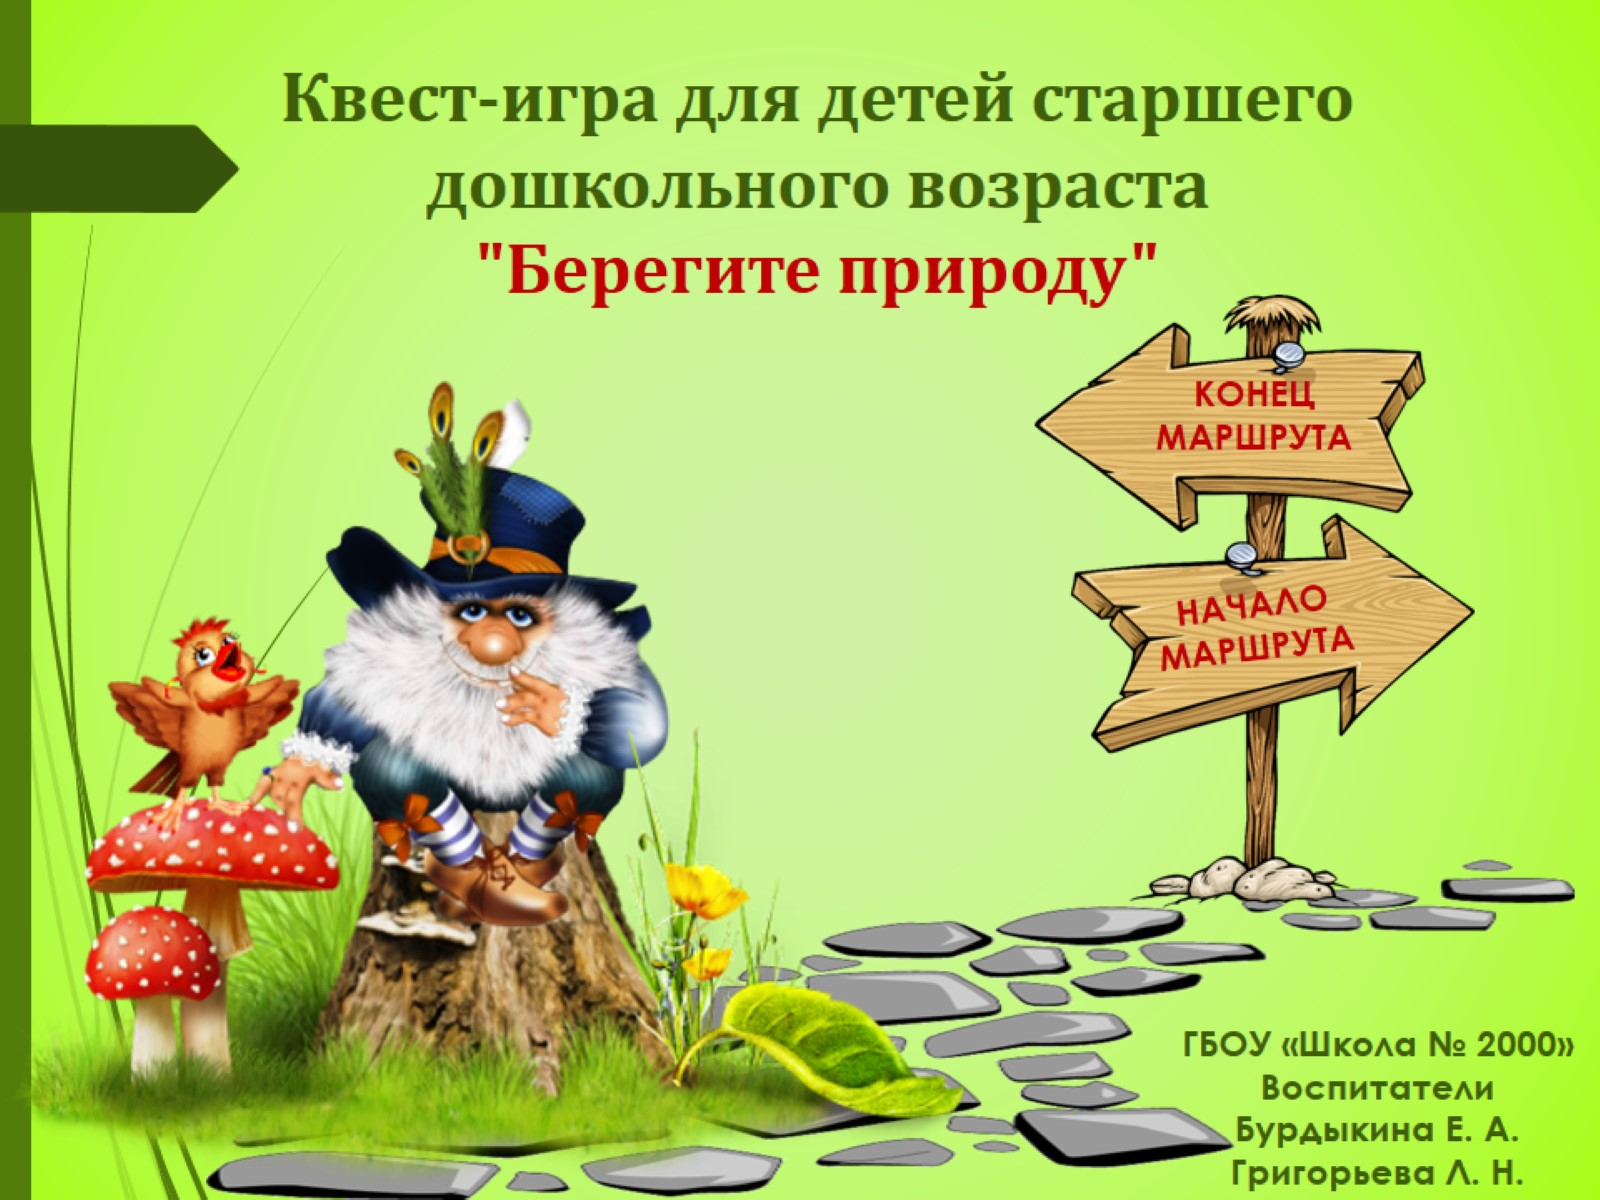 Квест-игра для детей старшего
дошкольного возраста
"Берегите природу"
КОНЕЦ
МАРШРУТА
НАЧАЛО
МАРШРУТА
ГБОУ «Школа № 2000»
Воспитатели
Бурдыкина Е. А.
Григорьева Л. Н.